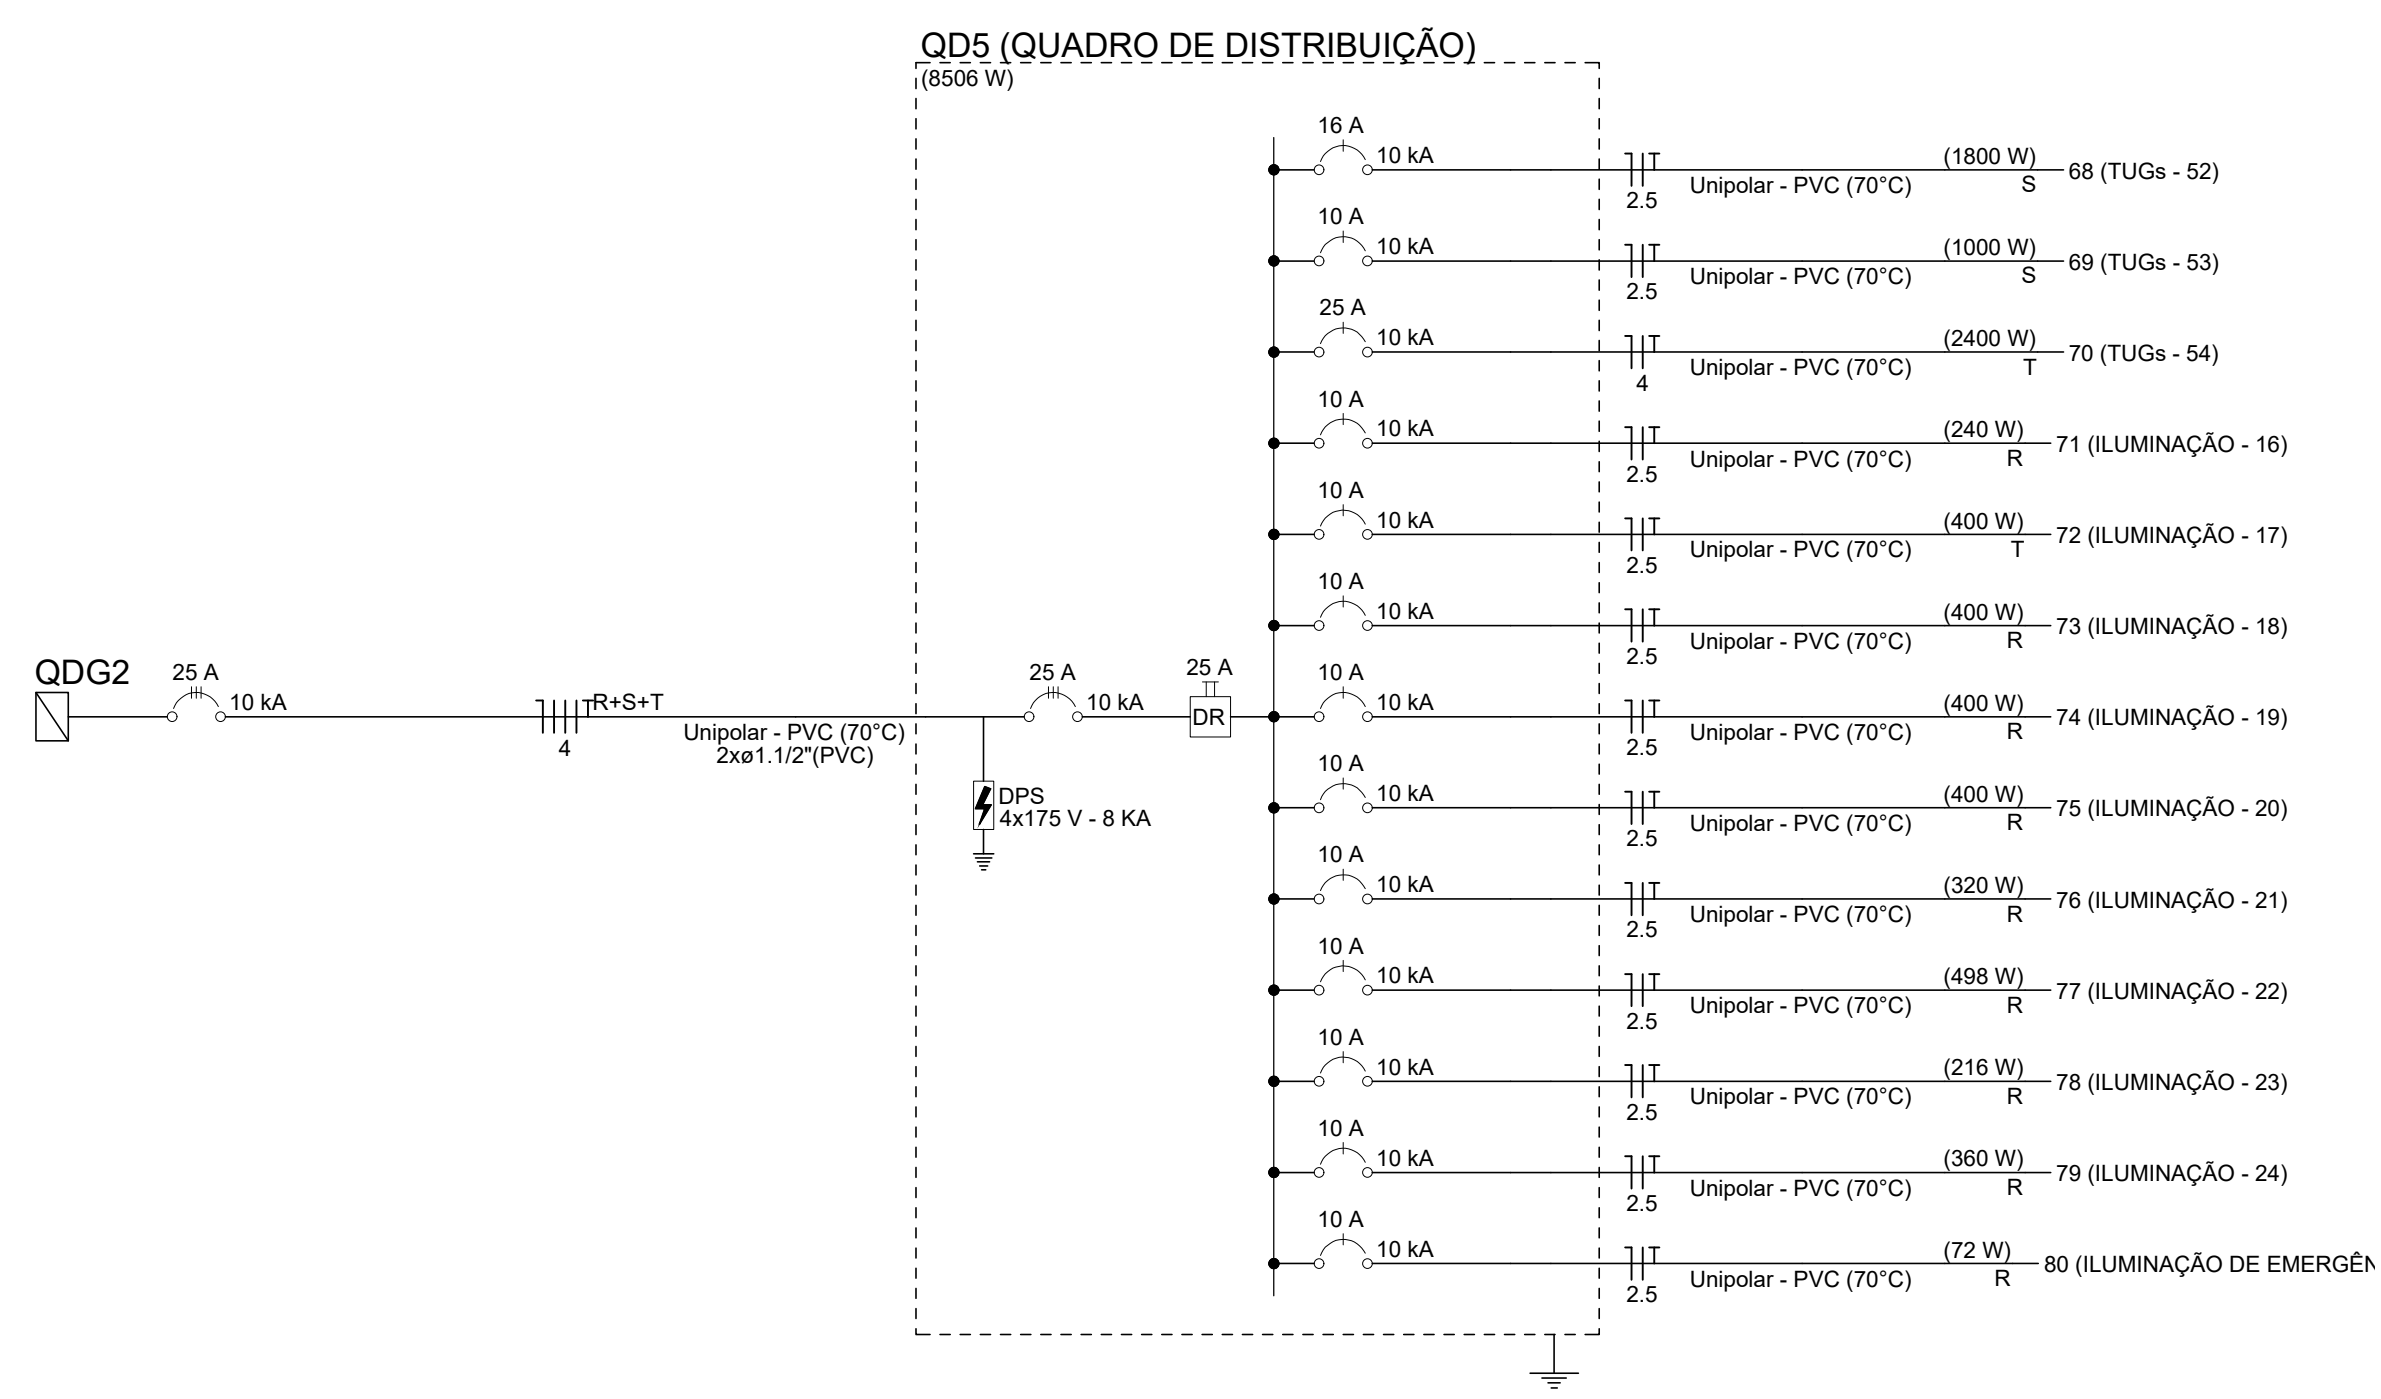 QD5 (QUADRO DE DISTRIBUIÇÃO)
(8506 W)
16 A
10 kA
2.5
Unipolar - PVC (70°C)
(1800 W)
S
68 (TUGs - 52)
10 A
10 kA
2.5
Unipolar - PVC (70°C)
(1000 W)
S
69 (TUGs - 53)
25 A
10 kA
4
Unipolar - PVC (70°C)
(2400 W)
T
70 (TUGs - 54)
10 A
10 kA
2.5
Unipolar - PVC (70°C)
(240 W)
R
71 (ILUMINAÇÃO - 16)
10 A
10 kA
2.5
Unipolar - PVC (70°C)
(400 W)
T
72 (ILUMINAÇÃO - 17)
10 A
10 kA
2.5
Unipolar - PVC (70°C)
(400 W)
R
73 (ILUMINAÇÃO - 18)
QDG2
25 A
10 kA
R+S+T
4
Unipolar - PVC (70°C)
2xø1.1/2"(PVC)
25 A
10 kA
25 A
DR
DPS
4x175 V - 8 KA
10 A
10 kA
2.5
Unipolar - PVC (70°C)
(400 W)
R
74 (ILUMINAÇÃO - 19)
10 A
10 kA
2.5
Unipolar - PVC (70°C)
(400 W)
R
75 (ILUMINAÇÃO - 20)
10 A
10 kA
2.5
Unipolar - PVC (70°C)
(320 W)
R
76 (ILUMINAÇÃO - 21)
10 A
10 kA
2.5
Unipolar - PVC (70°C)
(498 W)
R
77 (ILUMINAÇÃO - 22)
10 A
10 kA
2.5
Unipolar - PVC (70°C)
(216 W)
R
78 (ILUMINAÇÃO - 23)
10 A
10 kA
2.5
Unipolar - PVC (70°C)
(360 W)
R
79 (ILUMINAÇÃO - 24)
10 A
10 kA
2.5
Unipolar - PVC (70°C)
(72 W)
R
80 (ILUMINAÇÃO DE EMERGÊN